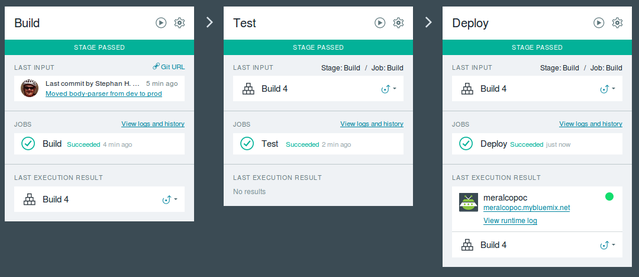 Build
STAGE PASSED
LAST INPUT
Git URL
Last commit by Stephan H. ...
5 min ago
Moved body-parser from dev to prod
JOBS
View logs and history
Build Succeeded 4 min ago
LAST EXECUTION RESULT
Build 4
Test
STAGE PASSED
LAST INPUT
Stage: Build / Job: Build
Build 4
JOBS
View logs and history
Test Succeeded 2 min ago
LAST EXECUTION RESULT
No results
Deploy
STAGE PASSED
LAST INPUT
Stage: Build / Job: Build
Build 4
JOBS
View logs and history
Deploy Succeeded just now
LAST EXECUTION RESULT
meralcopoc
meralcopoc.mybluemix.net
View runtime log
Build 4